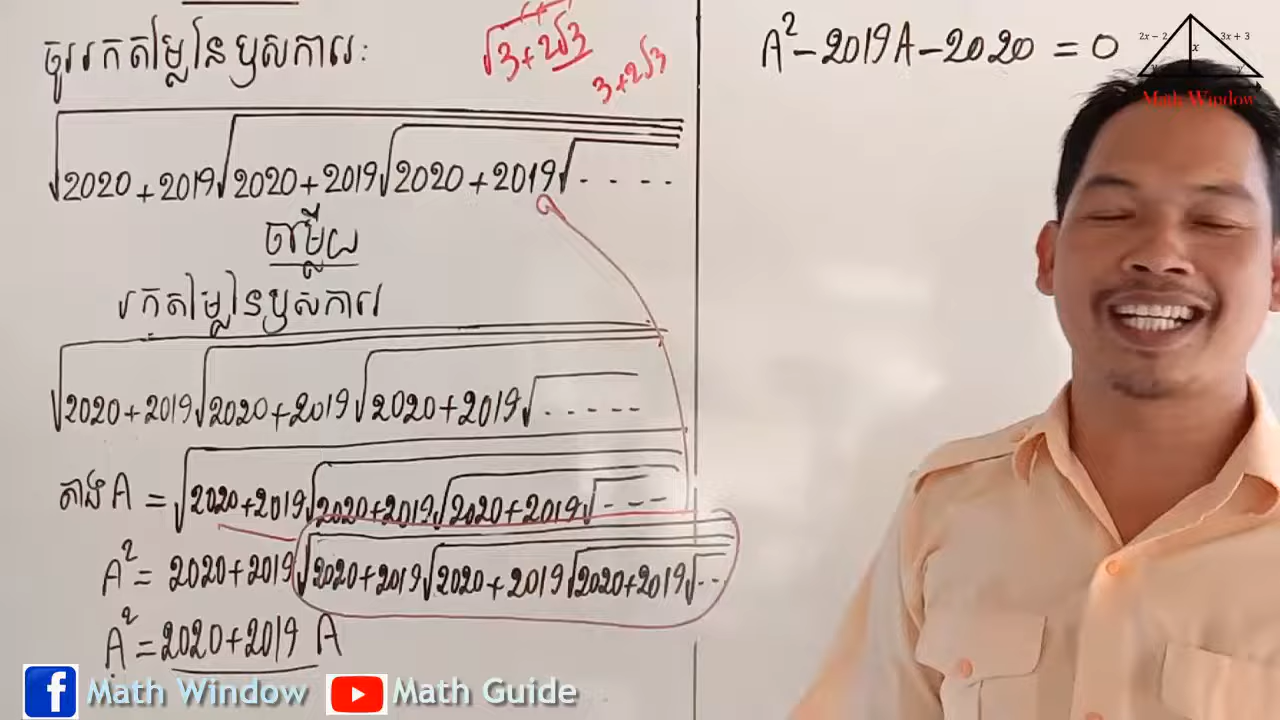 ចូររកតម្លៃនៃឫសការេ:
√(2020+2019√(2020+2019√(2020+2019√(....
ចម្លើយ
រកតម្លៃនៃឫសការេ
√(2020+2019√(2020+2019√(2020+2019√(.....
តាង A = √(2020+2019√(2020+2019√(2020+2019√(...
A² = 2020+2019√(2020+2019√(2020+2019√(2020+2019√(...
A² = 2020+2019 A
√(3+2√3
3+2√3
A² - 2019A - 2020 = 0
2x − 2
x
3x + 3
y
Math Window
Math Window
Math Guide